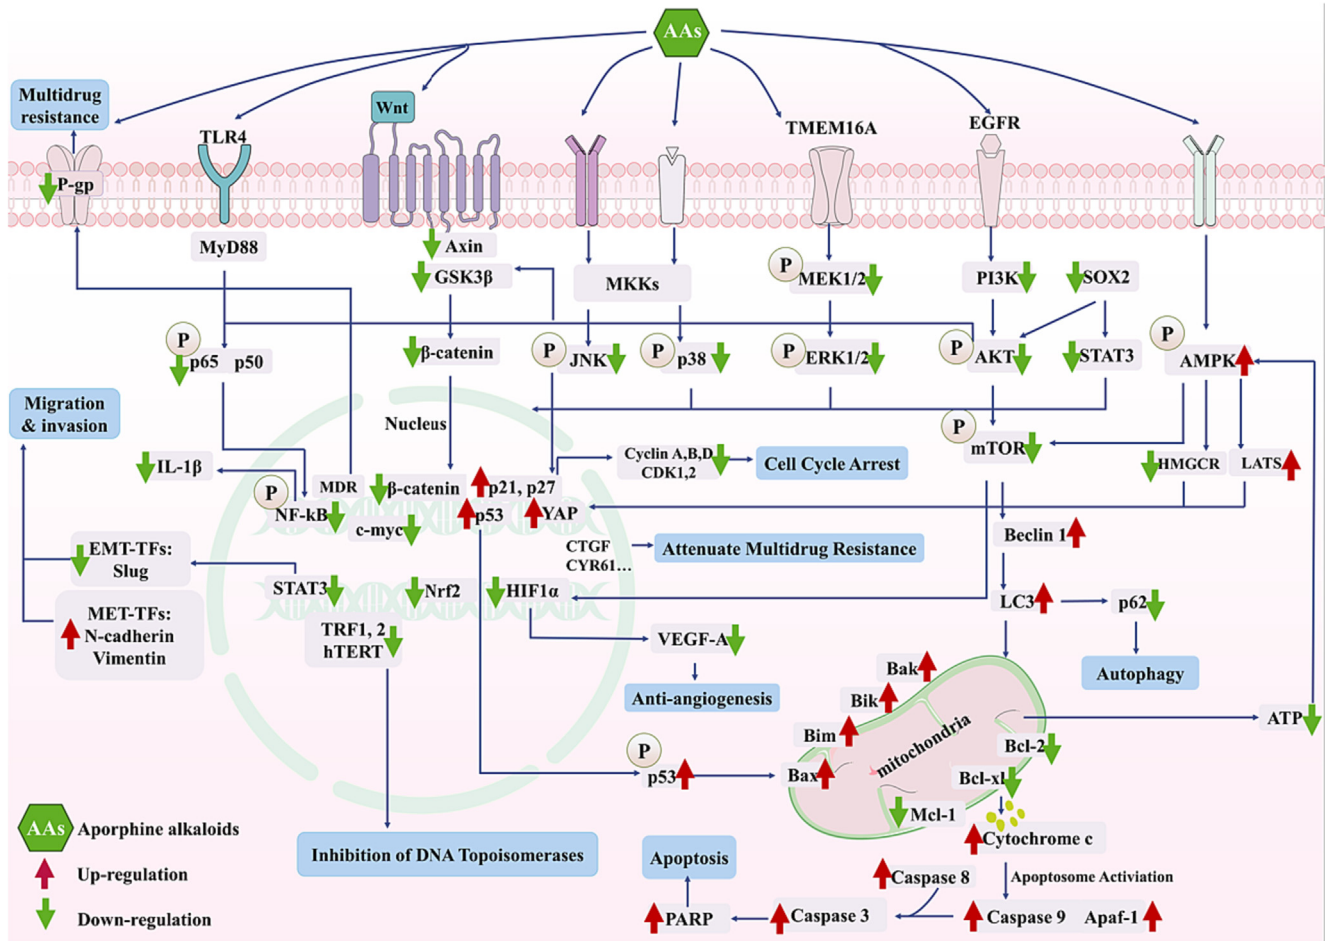 AAs
Multidrug
resistance
Wnt
TLR4
TMEM16A
EGFR
P-gp
MyD88
Axin
GSK3β
MKKs
P
MEK1/2
PI3K
SOX2
β-catenin
P
p65 p50
P
JNK
P
p38
P
ERK1/2
P
AKT
STAT3
P
AMPK
Migration
& invasion
Nucleus
P
mTOR
IL-1β
Cyclin A,B,D
CDK1,2
Cell Cycle Arrest
HMGCR
LATS
MDR
β-catenin
p21, p27
P
NF-kB
c-myc
p53
YAP
Beclin 1
EMT-TFs:
Slug
CTGF
CYR61...
Attenuate Multidrug Resistance
STAT3
Nrf2
HIF1α
LC3
p62
MET-TFs:
N-cadherin
Vimentin
TRF1, 2
hTERT
VEGF-A
Bak
Autophagy
Anti-angiogenesis
Bik
ATP
Bim
mitochondria
Bcl-2
P
p53
Bax
Bcl-xl
Mcl-1
AAs
Aporphine alkaloids
Cytochrome c
Inhibition of DNA Topoisomerases
Apoptosis
Up-regulation
Caspase 8
Apoptosome Activiation
Down-regulation
PARP
Caspase 3
Caspase 9 Apaf-1